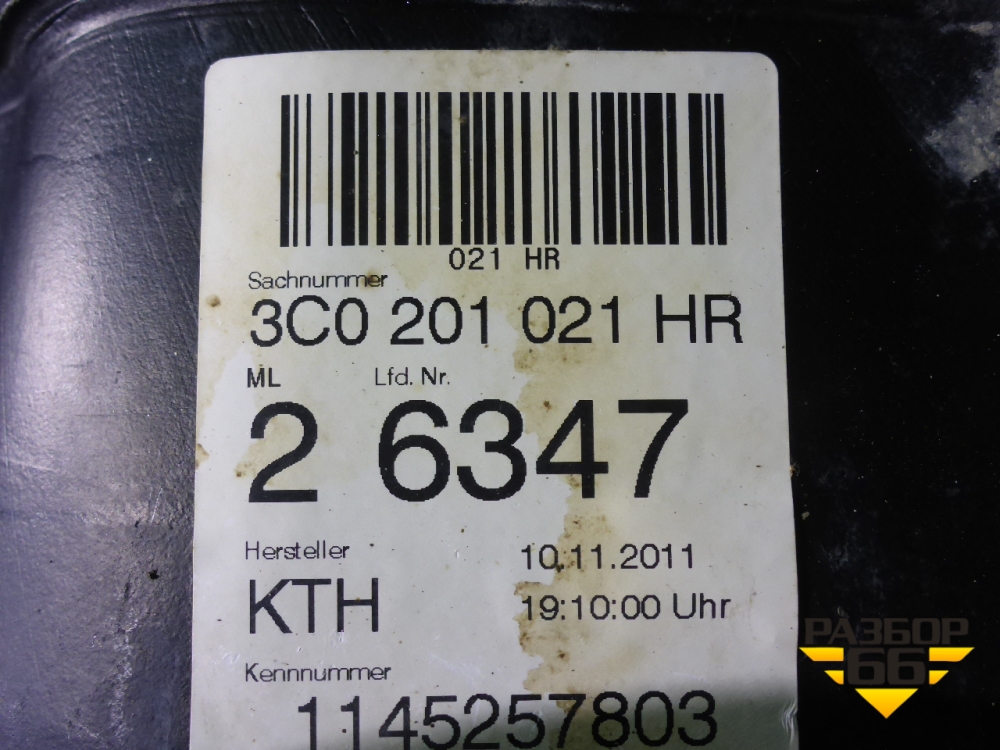 021 HR
Sachnummer
3C0 201 021 HR
ML Lfd. Nr.
2 6347
Hersteller 10.11.2011
KTH 19:10:00 Uhr
Kennnummer
1145257803
РАЗБОР
66